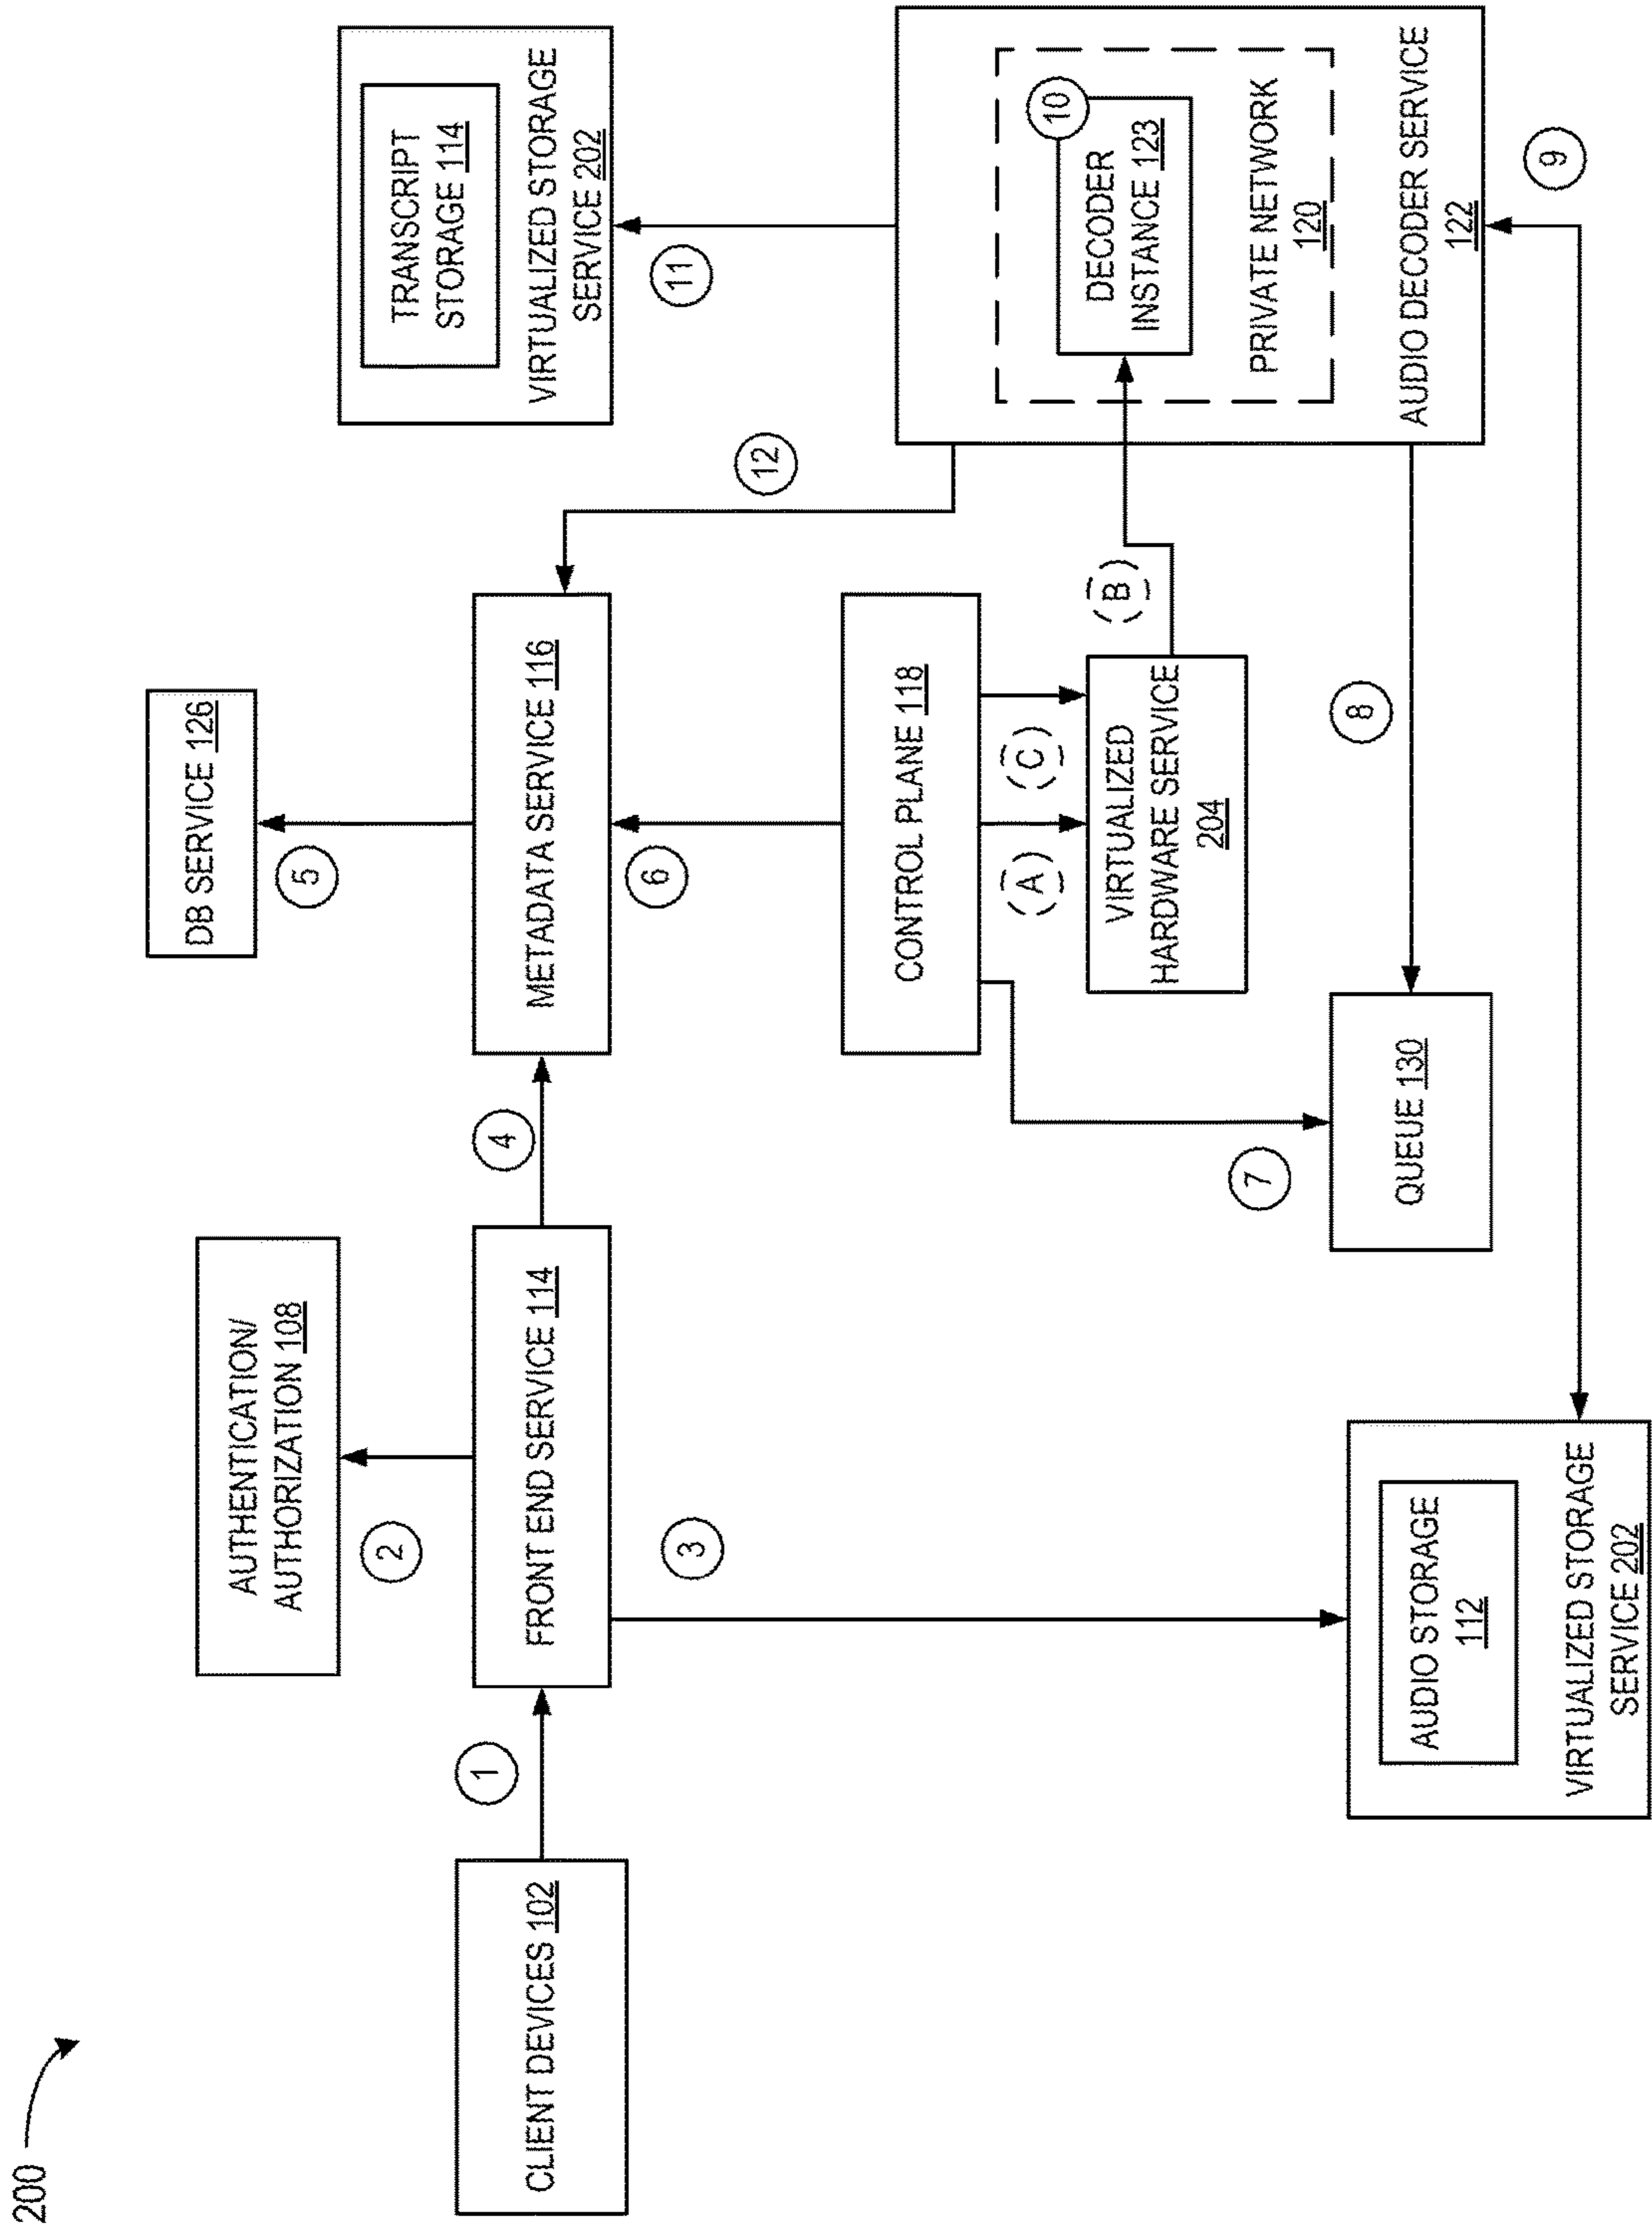 200
CLIENT DEVICES 102
1
AUTHENTICATION/
AUTHORIZATION 108
2
FRONT END SERVICE 114
3
4
DB SERVICE 126
5
METADATA SERVICE 116
6
CONTROL PLANE 118
A
C
VIRTUALIZED
HARDWARE SERVICE
204
B
7
QUEUE 130
8
AUDIO STORAGE
112
VIRTUALIZED STORAGE
SERVICE 202
9
TRANSCRIPT
STORAGE 114
VIRTUALIZED STORAGE
SERVICE 202
11
12
10
DECODER
INSTANCE 123
PRIVATE NETWORK
120
AUDIO DECODER SERVICE
122